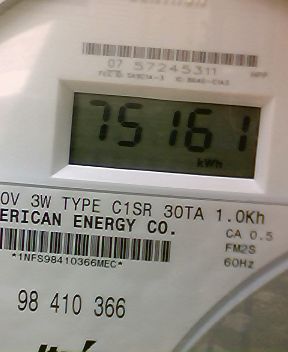 07 57245311
75161
kWh
0V 3W TYPE C1SR 30TA 1.0Kh
ERICAN ENERGY CO.
CA 0.5
FM2S
*1NFS98410366MEC*
60Hz
98 410 366